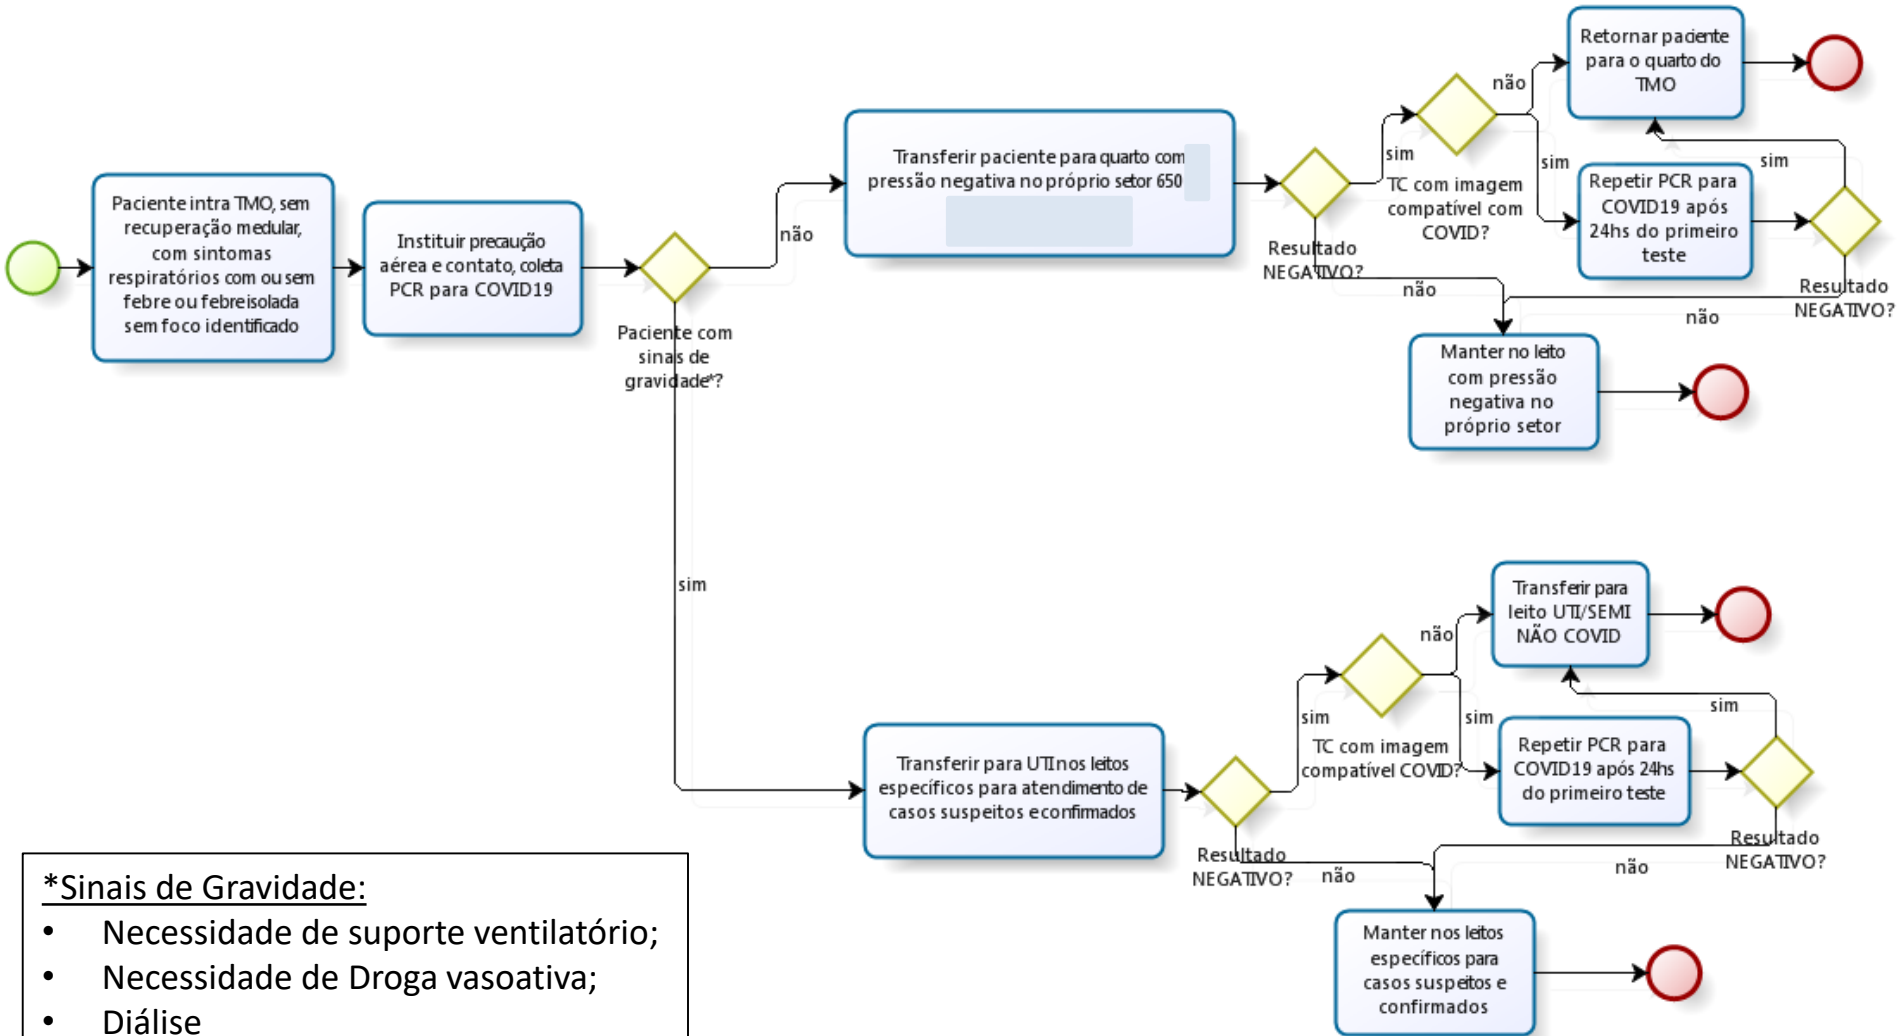 Paciente intra TMO, sem
recuperação medular,
com sintomas
respiratórios com ou sem
febre ou febre isolada
sem foco identificado
Instituir precaução
aérea e contato, coleta
PCR para COVID19
Paciente com
sinas de
gravidade*?
não
sim
Transferir paciente para quarto com
pressão negativa no próprio setor 650
Resultado
NEGATIVO?
sim
não
TC com imagem
compatível com
COVID?
não
sim
Retornar paciente
para o quarto do
TMO
Repetir PCR para
COVID19 após
24hs do primeiro
teste
sim
Resultado
NEGATIVO?
não
Manter no leito
com pressão
negativa no
próprio setor
Transferir para UTI nos leitos
específicos para atendimento de
casos suspeitos e confirmados
Resultado
NEGATIVO?
sim
não
TC com imagem
compatível COVID?
não
sim
Transferir para
leito UTI/SEMI
NÃO COVID
Repetir PCR para
COVID19 após 24hs
do primeiro teste
sim
Resultado
NEGATIVO?
não
Manter nos leitos
específicos para
casos suspeitos e
confirmados
*Sinais de Gravidade:
• Necessidade de suporte ventilatório;
• Necessidade de Droga vasoativa;
• Diálise